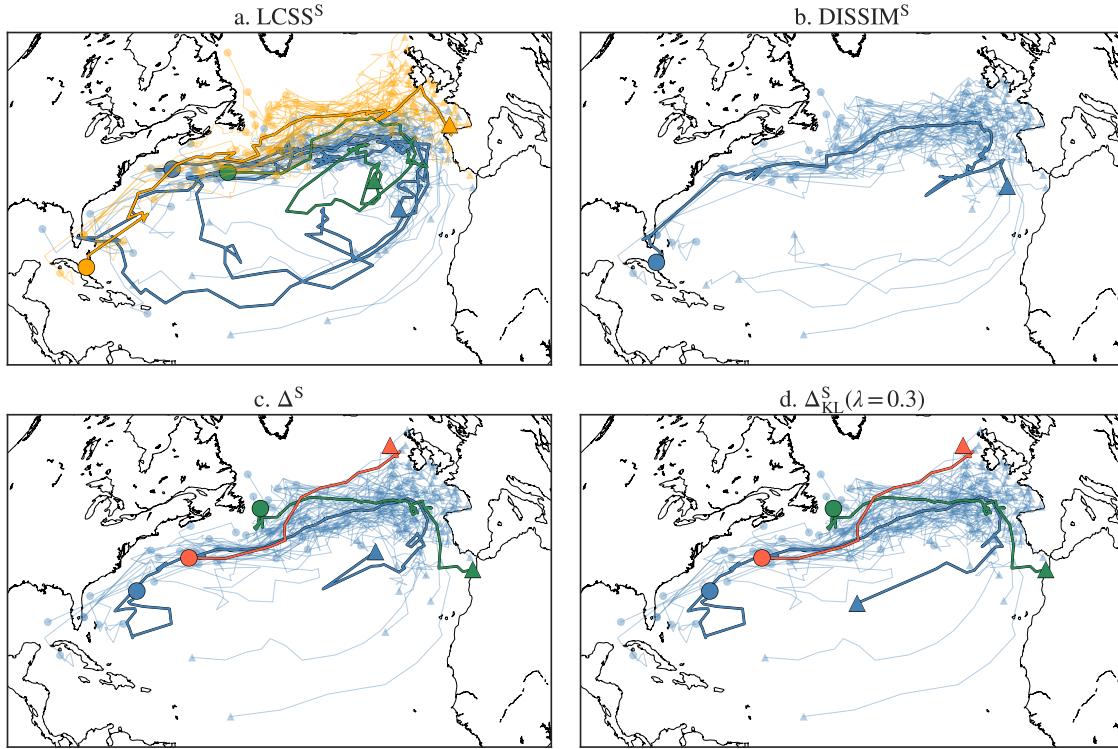 a. LCSS^S
b. DISSIM^S
c. Δ^S
d. Δ^S_KL(λ=0.3)